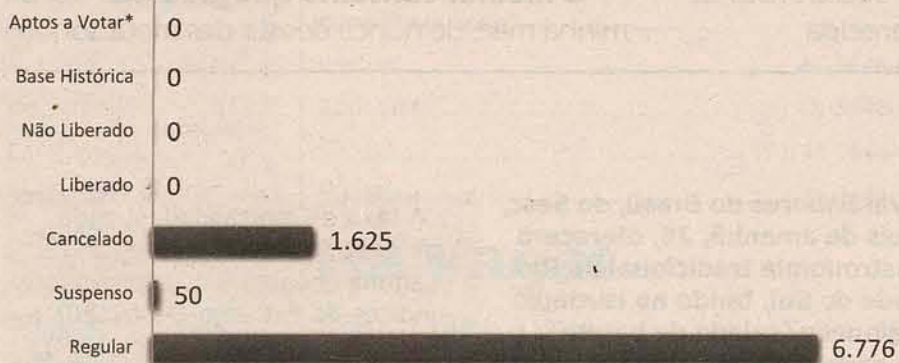 Aptos a Votar* 0
Base Histórica 0
Não Liberado 0
Liberado 0
Cancelado 1.625
Suspenso 50
Regular 6.776